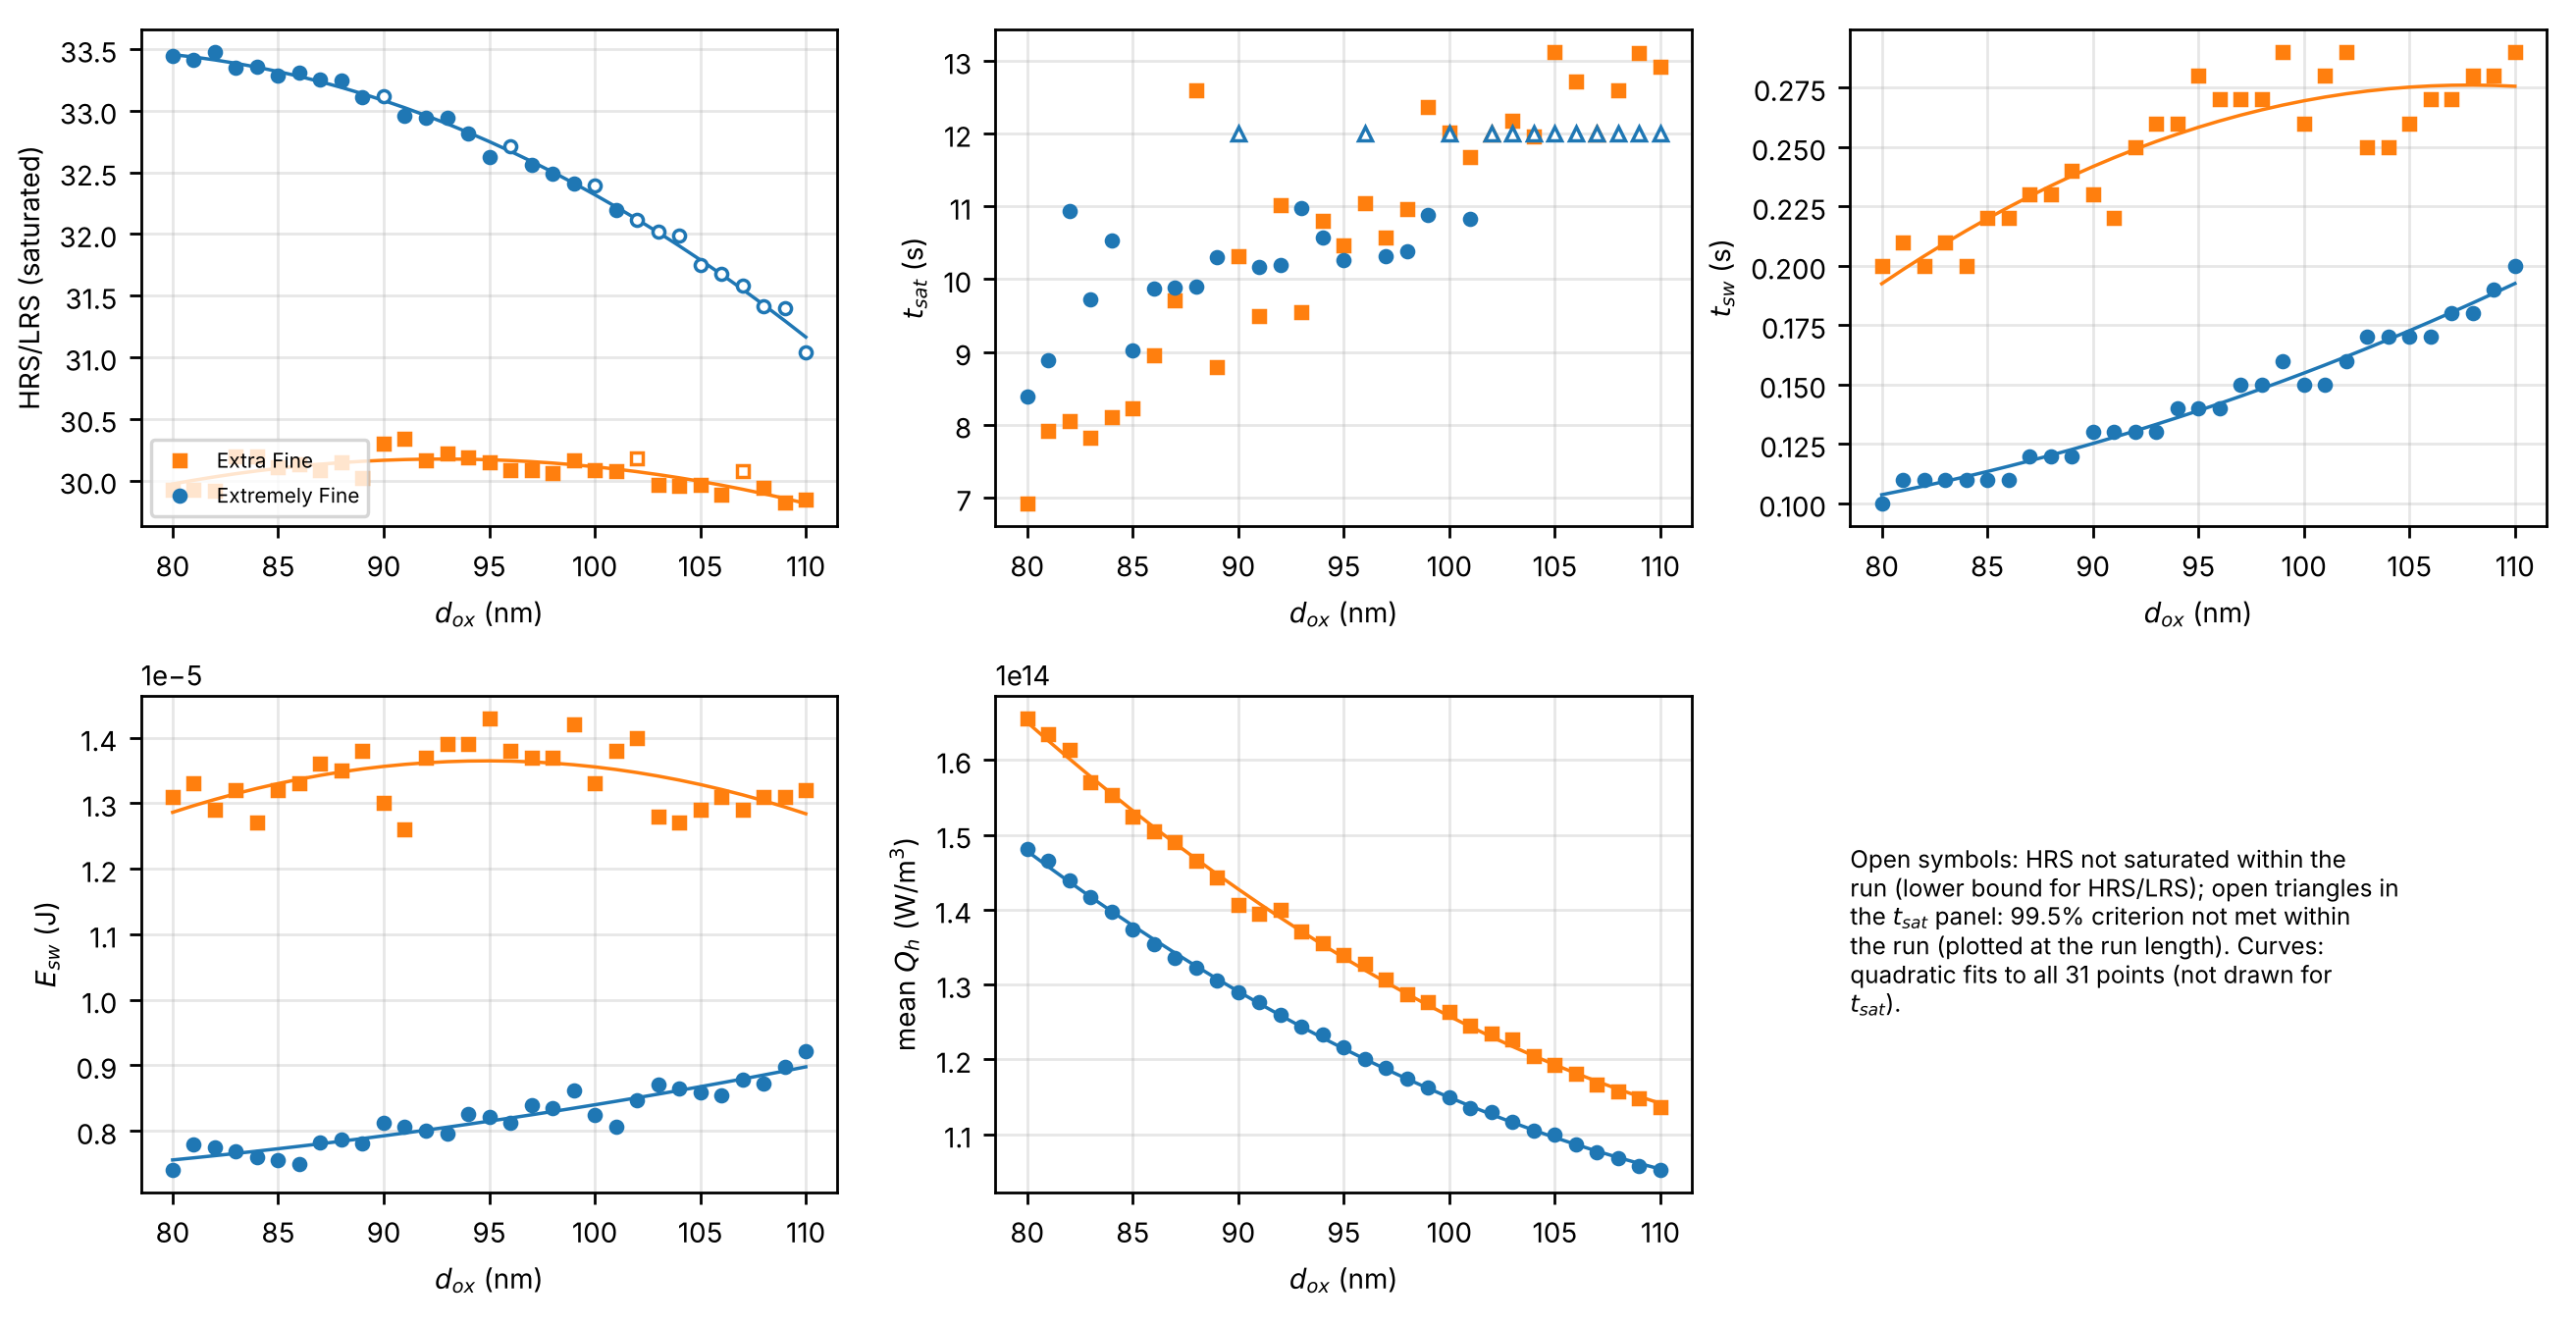 33.5
33.0
32.5
32.0
31.5
31.0
30.5
30.0
HRS/LRS (saturated)
Extra Fine
Extremely Fine
80 85 90 95 100 105 110
d_ox (nm)
13
12
11
10
9
8
7
t_sat (s)
80 85 90 95 100 105 110
d_ox (nm)
0.275
0.250
0.225
0.200
0.175
0.150
0.125
0.100
t_sw (s)
80 85 90 95 100 105 110
d_ox (nm)
1e−5
1.4
1.3
1.2
1.1
1.0
0.9
0.8
E_sw (J)
80 85 90 95 100 105 110
d_ox (nm)
1e14
1.6
1.5
1.4
1.3
1.2
1.1
mean Q_h (W/m³)
80 85 90 95 100 105 110
d_ox (nm)
Open symbols: HRS not saturated within the
run (lower bound for HRS/LRS); open triangles in
the t_sat panel: 99.5% criterion not met within
the run (plotted at the run length). Curves:
quadratic fits to all 31 points (not drawn for
t_sat).